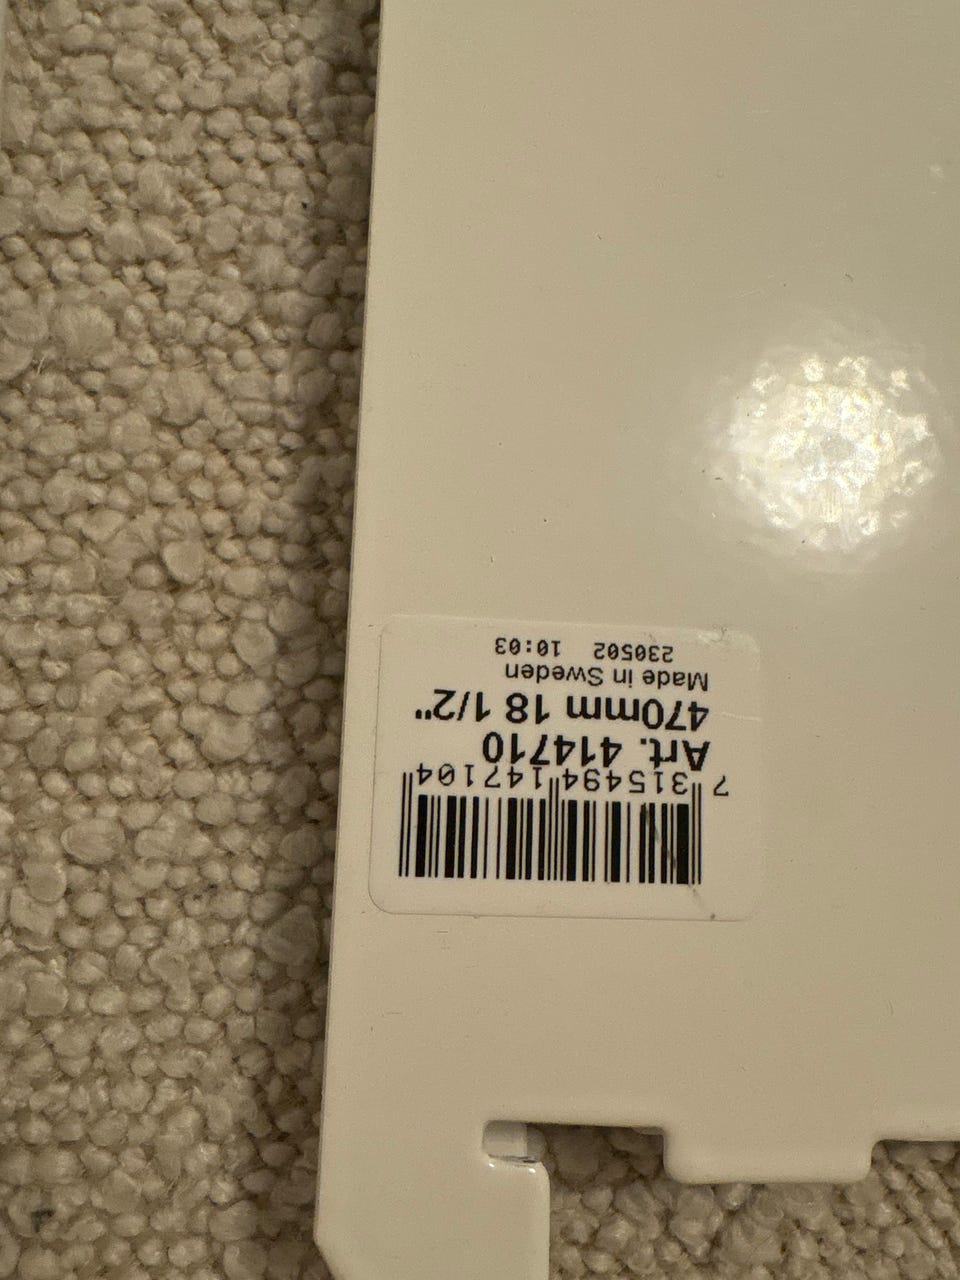 7 315494 147104
Art. 414710
470mm 18 1/2"
Made in Sweden
230502 10:03